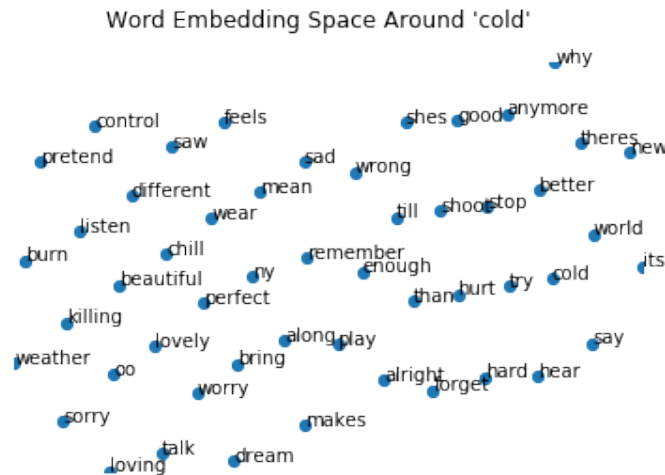 Word Embedding Space Around 'cold'
why
anymore
good
shes
feels
control
saw
theres
new
pretend
sad
wrong
different
mean
better
wear
till
shoot
stop
listen
world
burn
chill
remember
enough
its
beautiful
ny
perfect
than
hurt
try
cold
killing
lovely
along
play
say
weather
oo
bring
worry
alright
forget
hard
hear
sorry
makes
talk
dream
loving